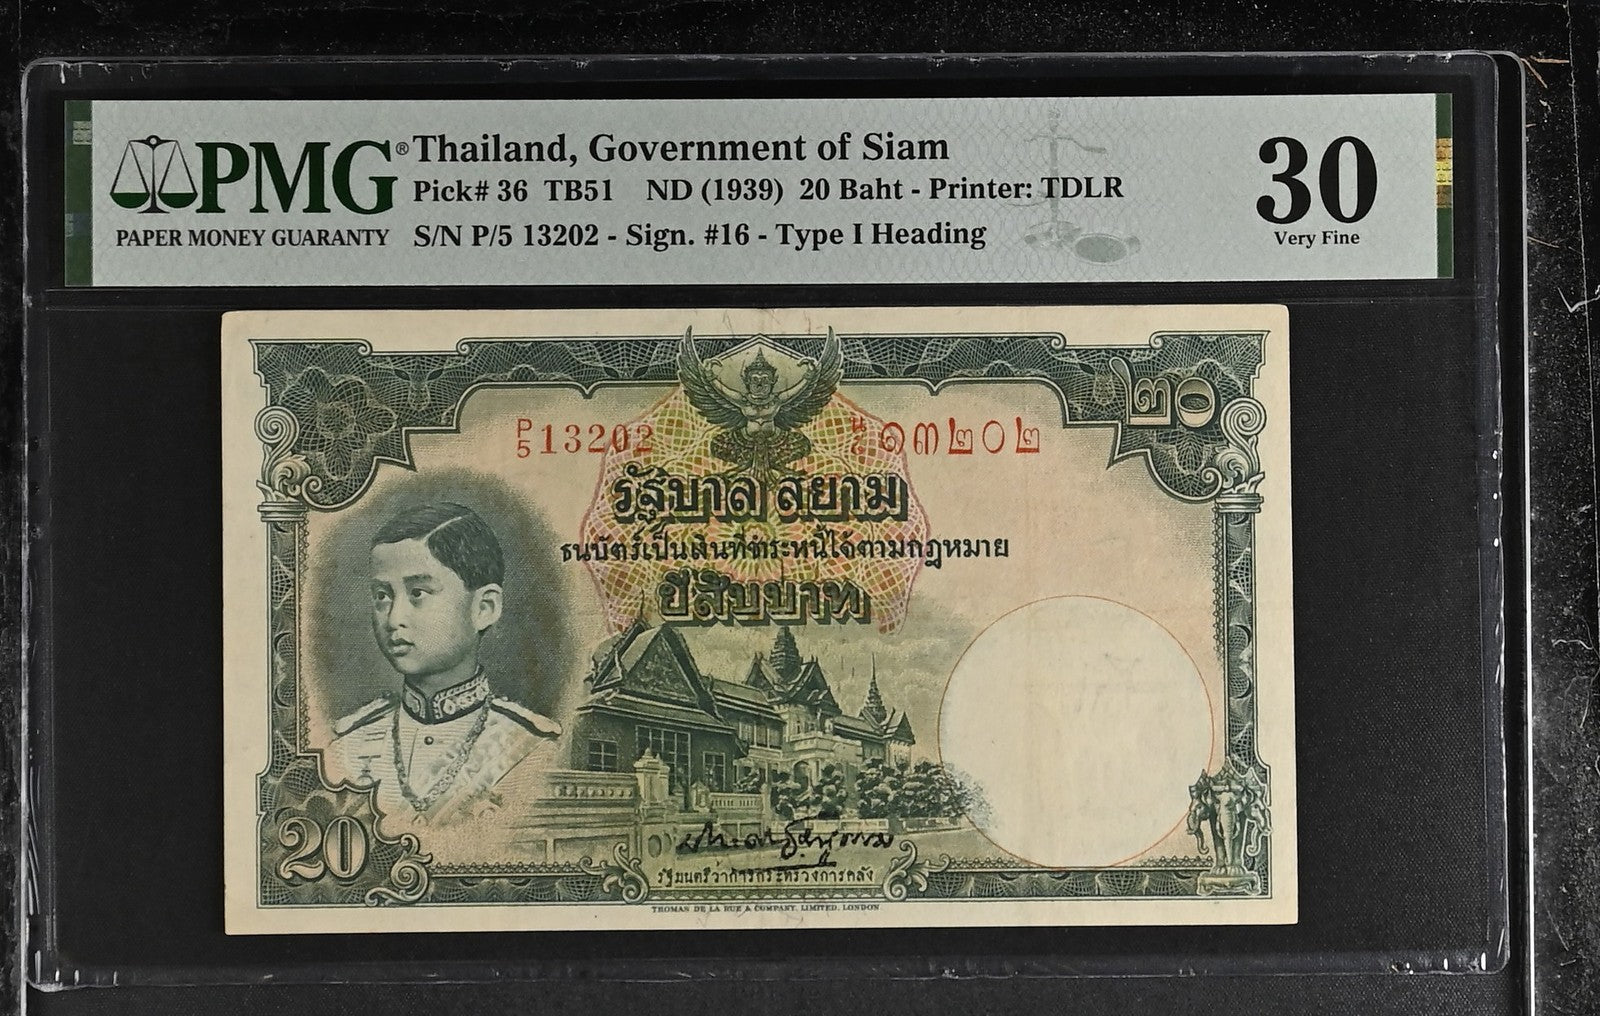 PMG® Thailand, Government of Siam
Pick# 36 TB51 ND (1939) 20 Baht - Printer: TDLR
PAPER MONEY GUARANTY S/N P/5 13202 - Sign. #16 - Type I Heading
30
Very Fine
๒๐
P/5 13202 ๑๓๒๐๒
รัฐบาล สยาม
ธนบัตร์เป็นเงินที่ชำระหนี้ได้ตามกฎหมาย
ยี่สิบบาท
20
รัฐมนตรีว่าการกระทรวงการคลัง
THOMAS DE LA RUE & COMPANY, LIMITED, LONDON